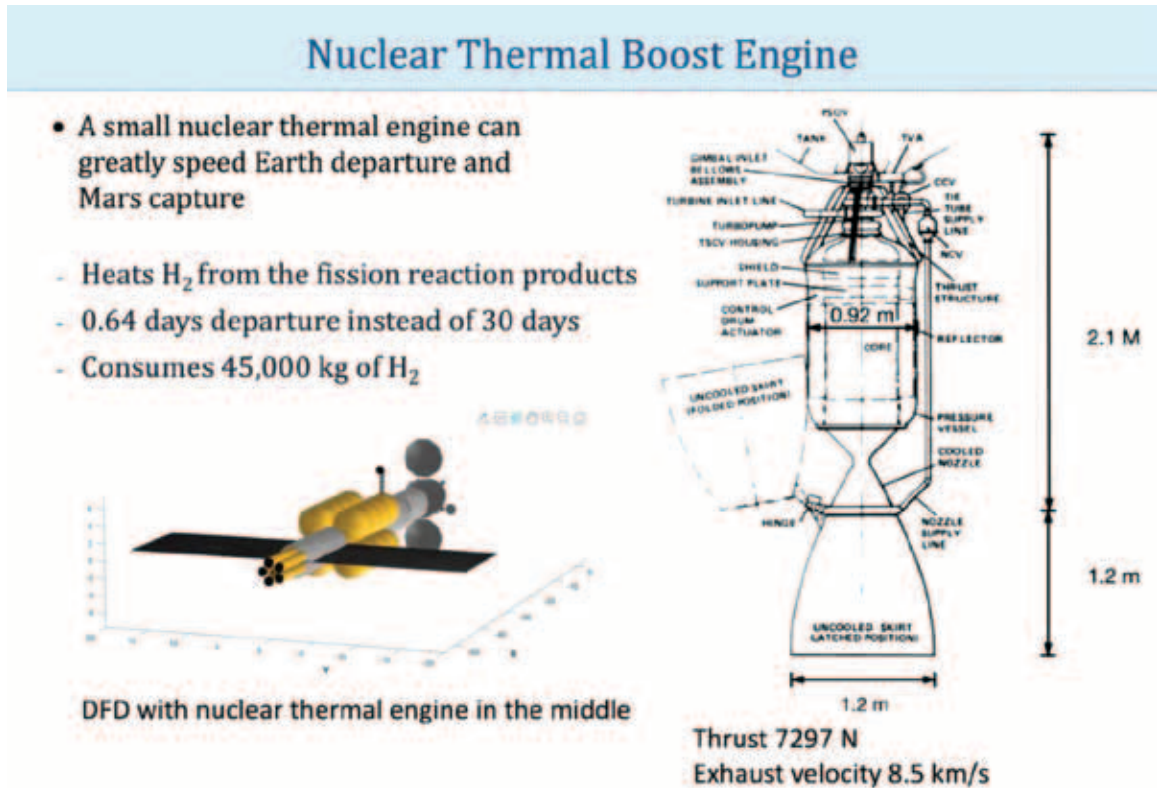 Nuclear Thermal Boost Engine
• A small nuclear thermal engine can
greatly speed Earth departure and
Mars capture
- Heats H₂ from the fission reaction products
- 0.64 days departure instead of 30 days
- Consumes 45,000 kg of H₂
DFD with nuclear thermal engine in the middle
TANK
GIMBAL INLET
BELLOWS
ASSEMBLY
TURBINE INLET LINE
TURBOPUMP
TSCV HOUSING
SHIELD
SUPPORT PLATE
CONTROL
DRUM
ACTUATOR
CCV
TIE
TUBE
SUPPLY
LINE
NCV
THRUST
STRUCTURE
0.92 m
REFLECTOR
CORE
2.1 M
UNCOOLED SKIRT
(FOLDED POSITION)
PRESSURE
VESSEL
COOLED
NOZZLE
HINGE
NOZZLE
SUPPLY
LINE
1.2 m
UNCOOLED SKIRT
(LATCHED POSITION)
1.2 m
Thrust 7297 N
Exhaust velocity 8.5 km/s